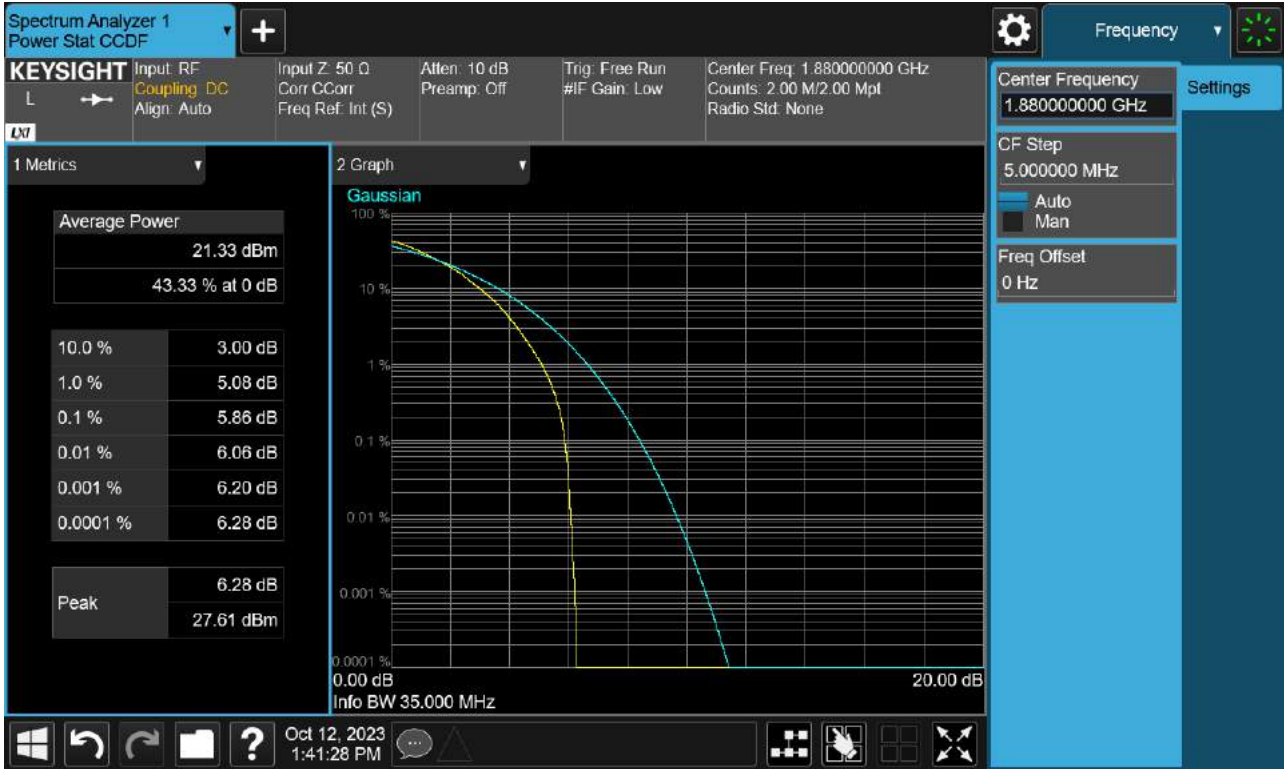 Spectrum Analyzer 1
Power Stat CCDF
+
Frequency
KEYSIGHT
L
LXI
Input: RF
Coupling: DC
Align: Auto
Input Z: 50 Ω
Corr CCorr
Freq Ref: Int (S)
Atten: 10 dB
Preamp: Off
Trig: Free Run
#IF Gain: Low
Center Freq: 1.880000000 GHz
Counts: 2.00 M/2.00 Mpt
Radio Std: None
Center Frequency
1.880000000 GHz
Settings
CF Step
5.000000 MHz
Auto
Man
Freq Offset
0 Hz
1 Metrics
Average Power
21.33 dBm
43.33 % at 0 dB
10.0 % 3.00 dB
1.0 % 5.08 dB
0.1 % 5.86 dB
0.01 % 6.06 dB
0.001 % 6.20 dB
0.0001 % 6.28 dB
Peak
6.28 dB
27.61 dBm
2 Graph
Gaussian
100 %
10 %
1 %
0.1 %
0.01 %
0.001 %
0.0001 %
0.00 dB 20.00 dB
Info BW 35.000 MHz
?
Oct 12, 2023
1:41:28 PM